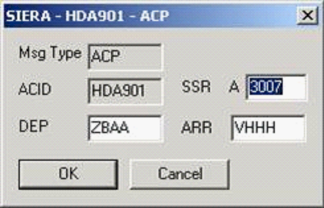 SIERA - HDA901 - ACP
Msg Type ACP
ACID HDA901 SSR A 3007
DEP ZBAA ARR VHHH
OK Cancel